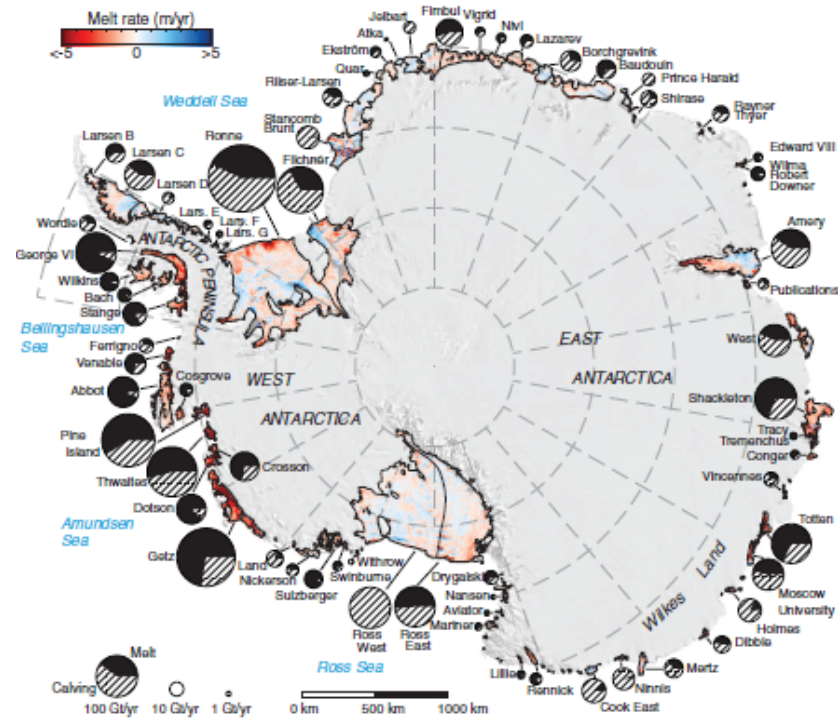 Melt rate (m/yr)
<-5
0
>5
Weddell Sea
Jelbart
Atka
Ekström
Quar
Riiser-Larsen
Stancomb
Brunt
Fimbul
Vigrid
Nivl
Lazarev
Borchgrevink
Baudouin
Prince Harald
Shirase
Rayner
Thyer
Edward VIII
Wilma
Robert
Downer
Amery
Publications
West
Shackleton
Tracy
Tremenchus
Conger
Vincennes
Totten
Moscow
University
Holmes
Dibble
Mertz
Ninnis
Cook East
Rennick
Lillie
Wilkes Land
EAST
ANTARCTICA
WEST
ANTARCTICA
ANTARCTIC PENINSULA
Larsen B
Larsen C
Larsen D
Lars. E
Lars. F
Lars. G
Ronne
Filchner
Wordie
George VI
Wilkins
Bach
Stange
Bellingshausen
Sea
Ferrigno
Venable
Abbot
Cosgrove
Pine
Island
Thwaites
Crosson
Dotson
Amundsen
Sea
Getz
Land
Nickerson
Sulzberger
Swinburne
Withrow
Ross
West
Ross
East
Drygalski
Nansen
Aviator
Mariner
Ross Sea
Melt
Calving
100 Gt/yr
10 Gt/yr
1 Gt/yr
0 km
500 km
1000 km